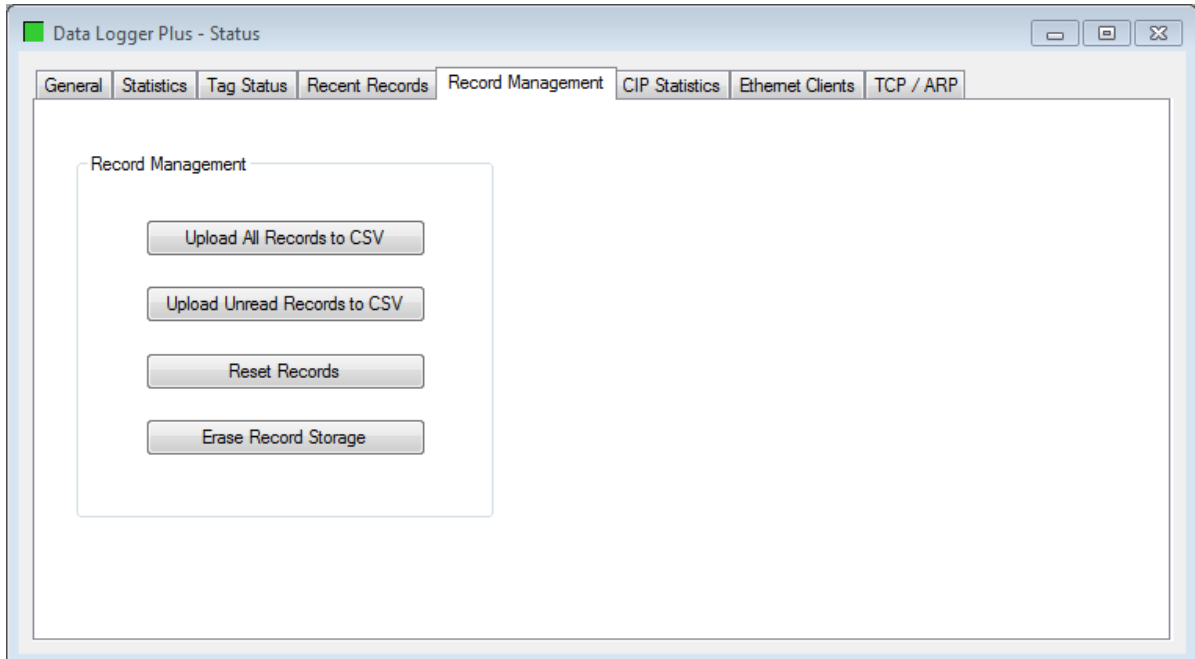 Data Logger Plus - Status
General Statistics Tag Status Recent Records Record Management CIP Statistics Ethernet Clients TCP / ARP
Record Management
Upload All Records to CSV
Upload Unread Records to CSV
Reset Records
Erase Record Storage